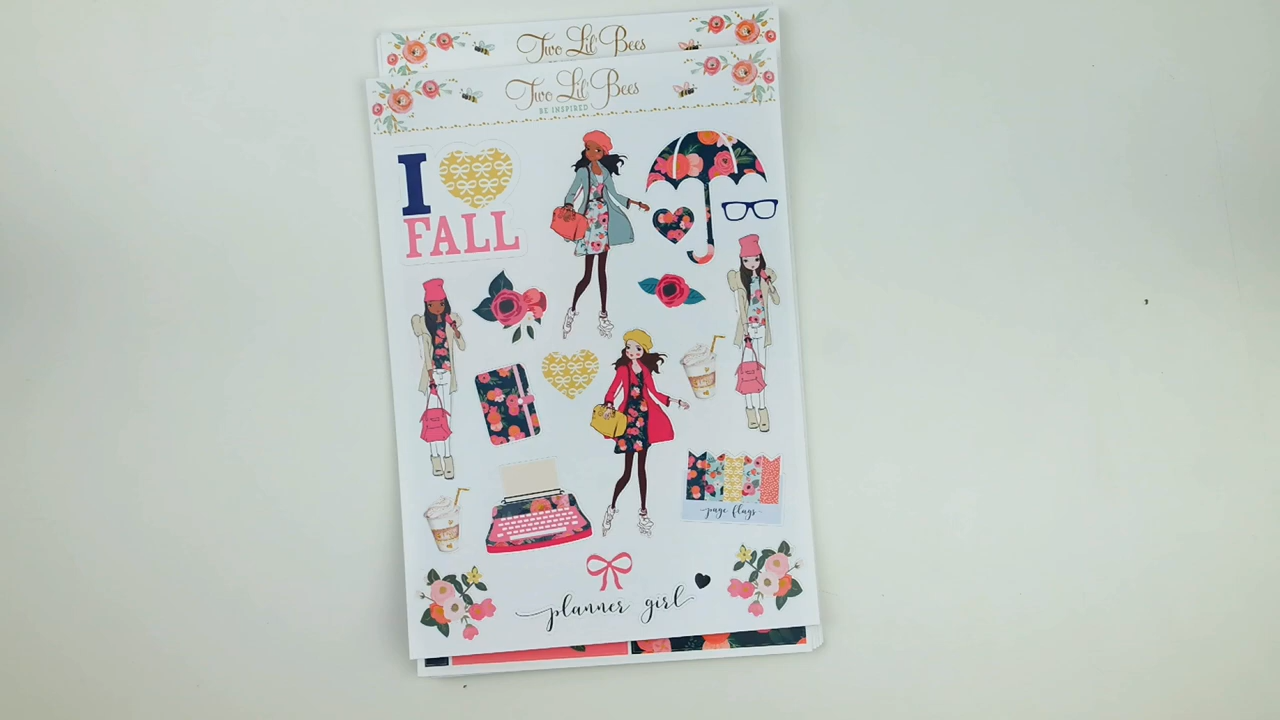 Two Lil' Bees
Two Lil' Bees
BE INSPIRED
I
FALL
page flags
planner girl